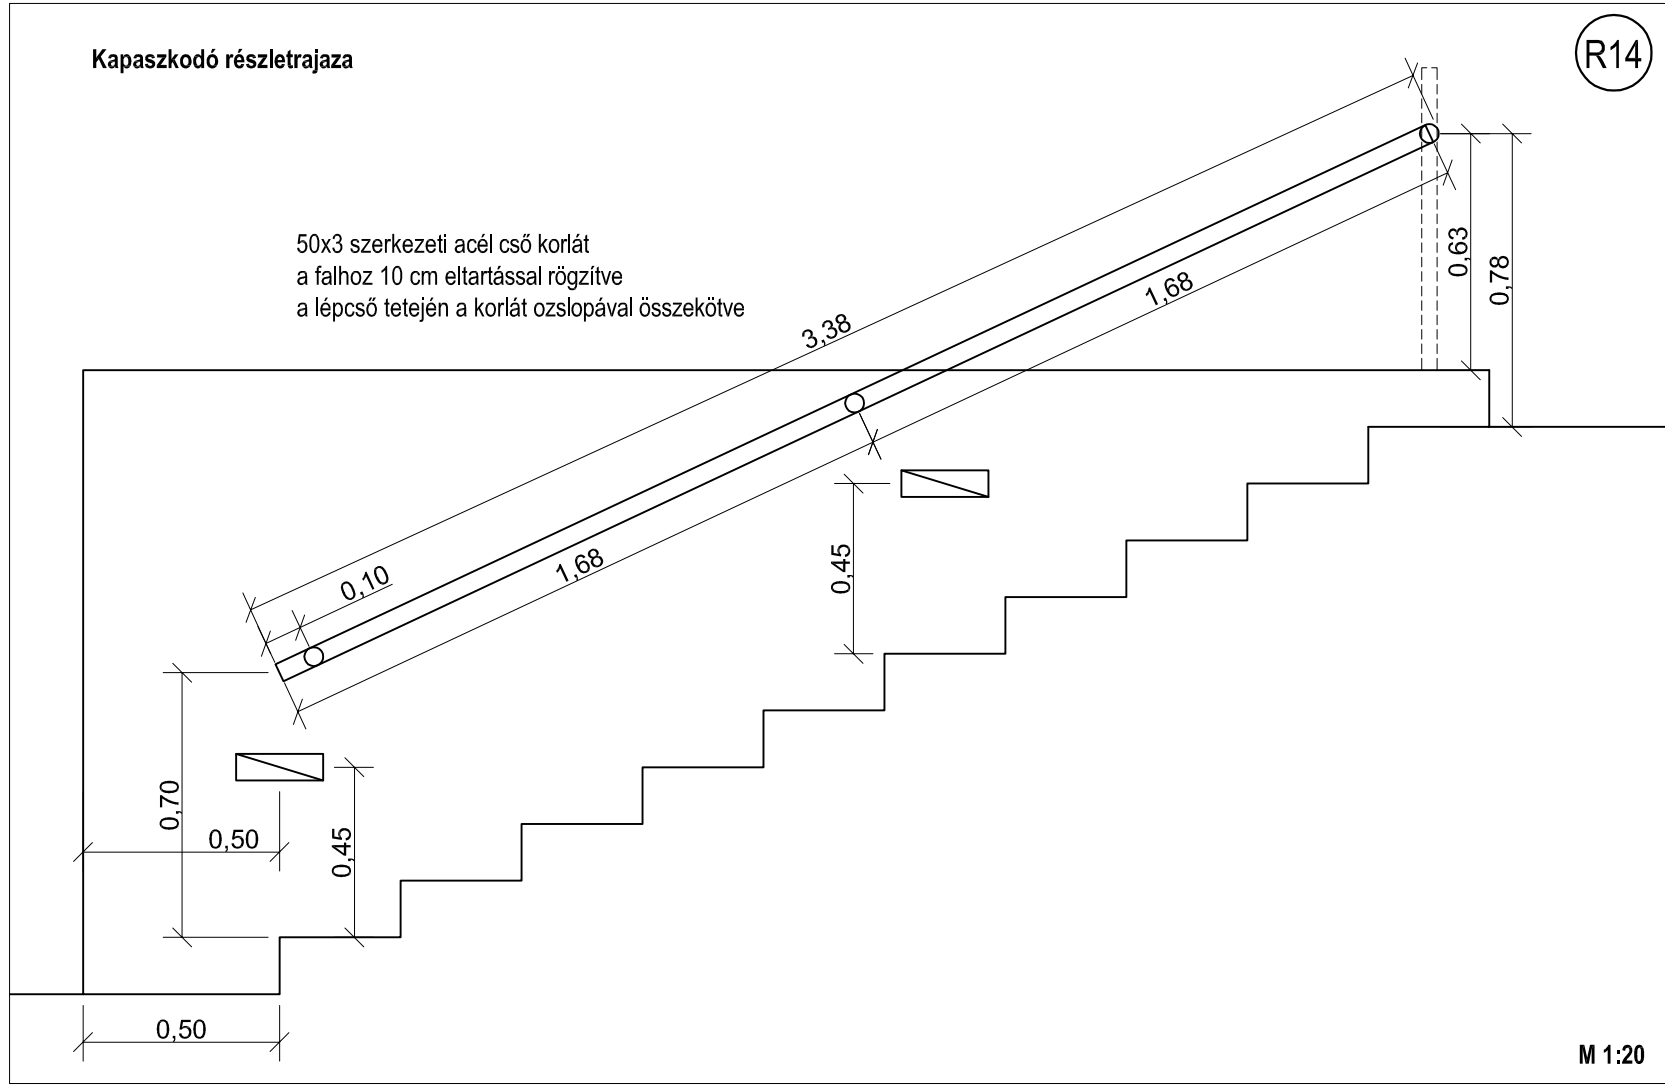 Kapaszkodó részletrajaza
R14
50x3 szerkezeti acél cső korlát
a falhoz 10 cm eltartással rögzítve
a lépcső tetején a korlát ozslopával összekötve
0,63
0,78
1,68
3,38
0,45
1,68
0,10
0,70
0,50
0,45
0,50
M 1:20